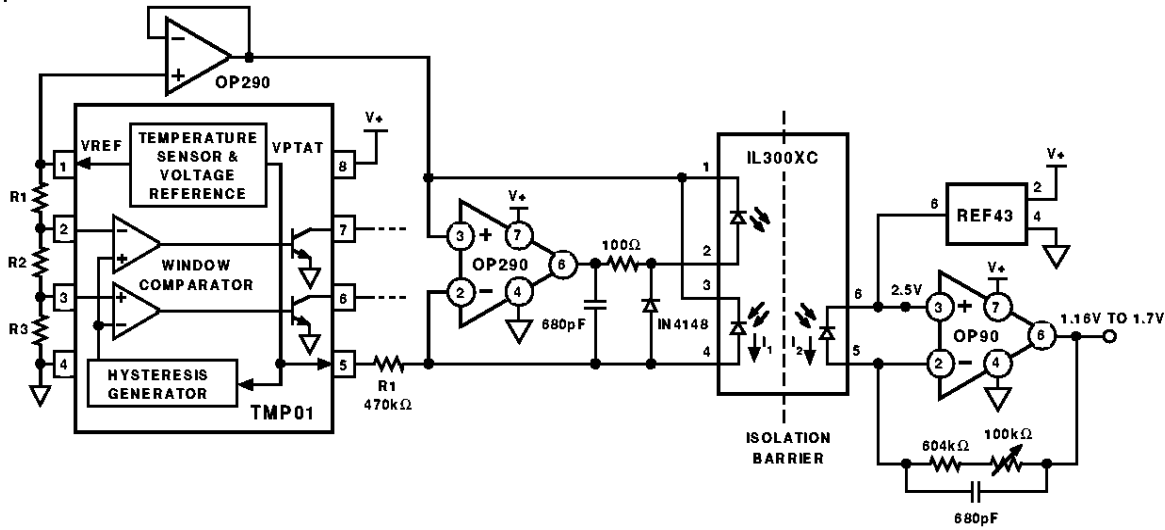 OP290
TEMPERATURE
SENSOR &
VOLTAGE
REFERENCE
VREF
VPTAT
1
8
V+
R1
2
7
R2
WINDOW
COMPARATOR
3
6
R3
4
5
HYSTERESIS
GENERATOR
TMP01
R1
470kΩ
V+
3
7
OP290
6
2
4
100Ω
680pF
IN4148
IL300XC
1
2
3
4
I1
I2
6
5
ISOLATION
BARRIER
V+
6
REF43
2
4
V+
2.5V
3
7
OP90
6
2
4
1.16V TO 1.7V
604kΩ
100kΩ
680pF